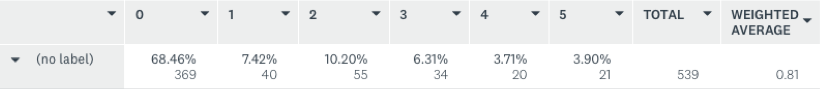 0 1 2 3 4 5 TOTAL WEIGHTED
AVERAGE
(no label) 68.46% 7.42% 10.20% 6.31% 3.71% 3.90%
369 40 55 34 20 21 539 0.81